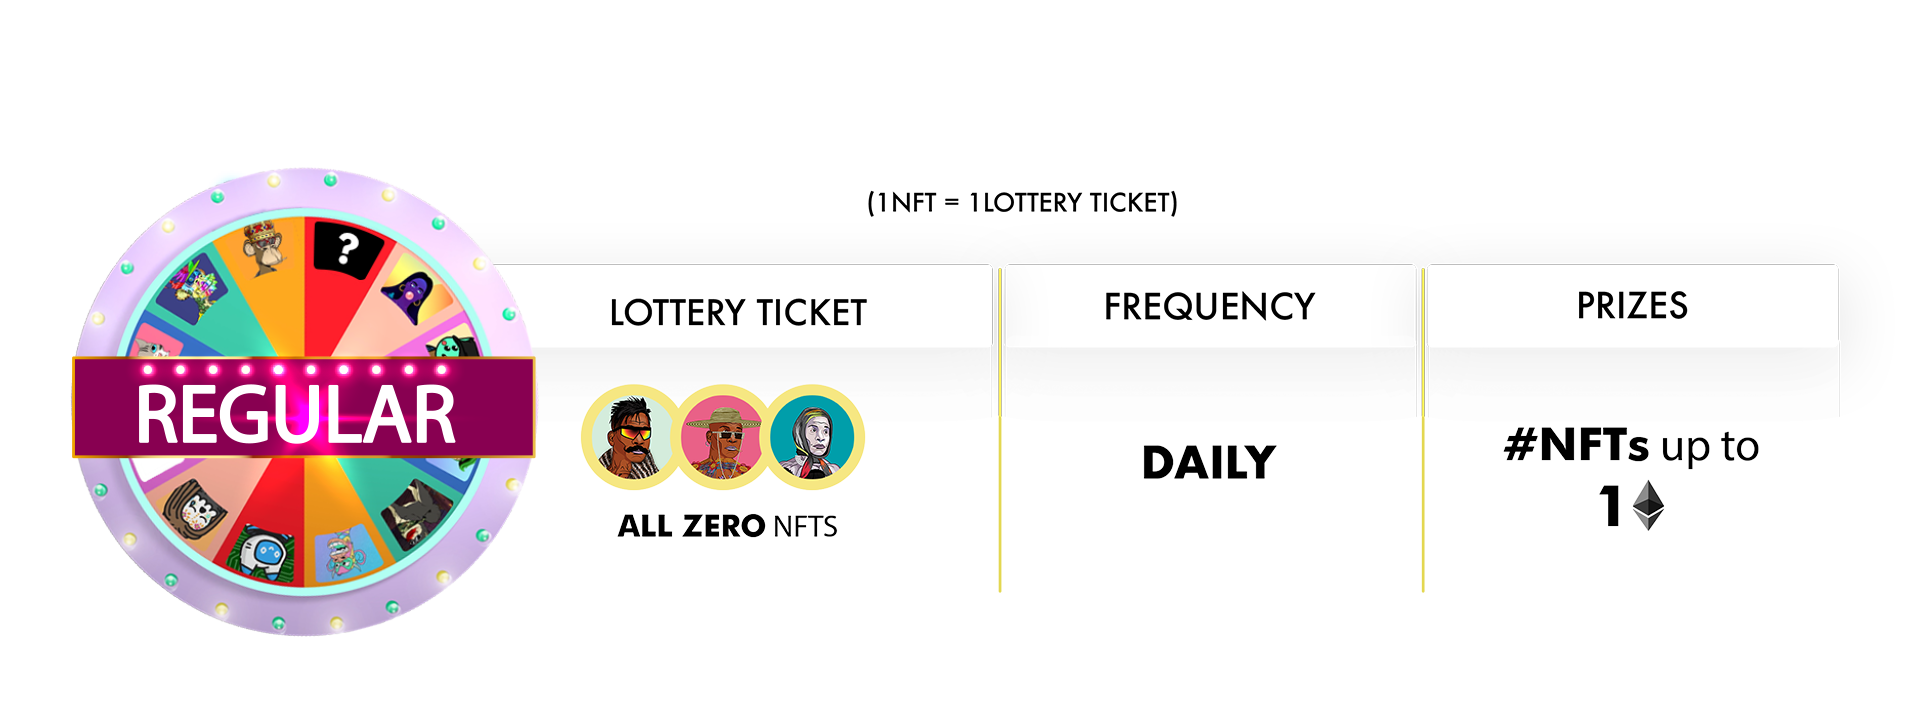 (1NFT = 1LOTTERY TICKET)
?
REGULAR
LOTTERY TICKET
FREQUENCY
PRIZES
ALL ZERO NFTS
DAILY
#NFTs up to
1